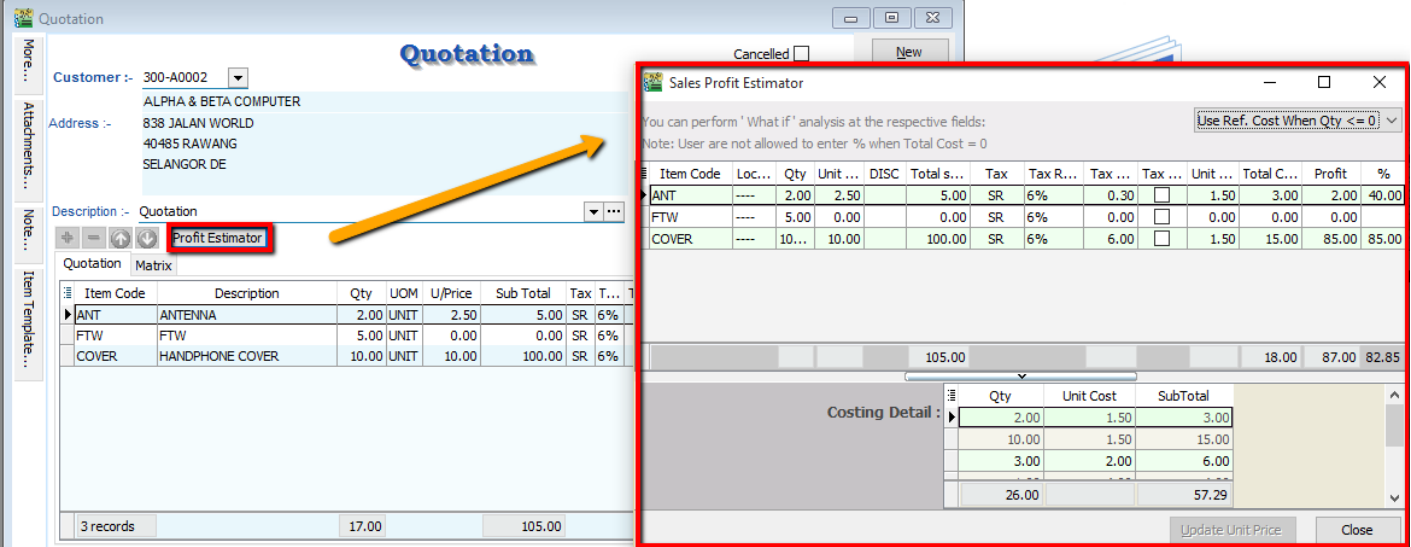 Quotation
More...
Attachments...
Note...
Item Template...
Quotation
Cancelled
New
Customer :- 300-A0002
ALPHA & BETA COMPUTER
Address :- 838 JALAN WORLD
40485 RAWANG
SELANGOR DE
Description :- Quotation
Profit Estimator
Quotation Matrix
Item Code Description Qty UOM U/Price Sub Total Tax T...
ANT ANTENNA 2.00 UNIT 2.50 5.00 SR 6%
FTW FTW 5.00 UNIT 0.00 0.00 SR 6%
COVER HANDPHONE COVER 10.00 UNIT 10.00 100.00 SR 6%
3 records 17.00 105.00
Sales Profit Estimator
You can perform ' What if ' analysis at the respective fields:
Use Ref. Cost When Qty <= 0
Note: User are not allowed to enter % when Total Cost = 0
Item Code Loc... Qty Unit ... DISC Total s... Tax Tax R... Tax ... Tax ... Unit ... Total C... Profit %
ANT ---- 2.00 2.50 5.00 SR 6% 0.30 1.50 3.00 2.00 40.00
FTW ---- 5.00 0.00 0.00 SR 6% 0.00 0.00 0.00 0.00
COVER ---- 10... 10.00 100.00 SR 6% 6.00 1.50 15.00 85.00 85.00
105.00 18.00 87.00 82.85
Costing Detail :
Qty Unit Cost SubTotal
2.00 1.50 3.00
10.00 1.50 15.00
3.00 2.00 6.00
26.00 57.29
Update Unit Price Close